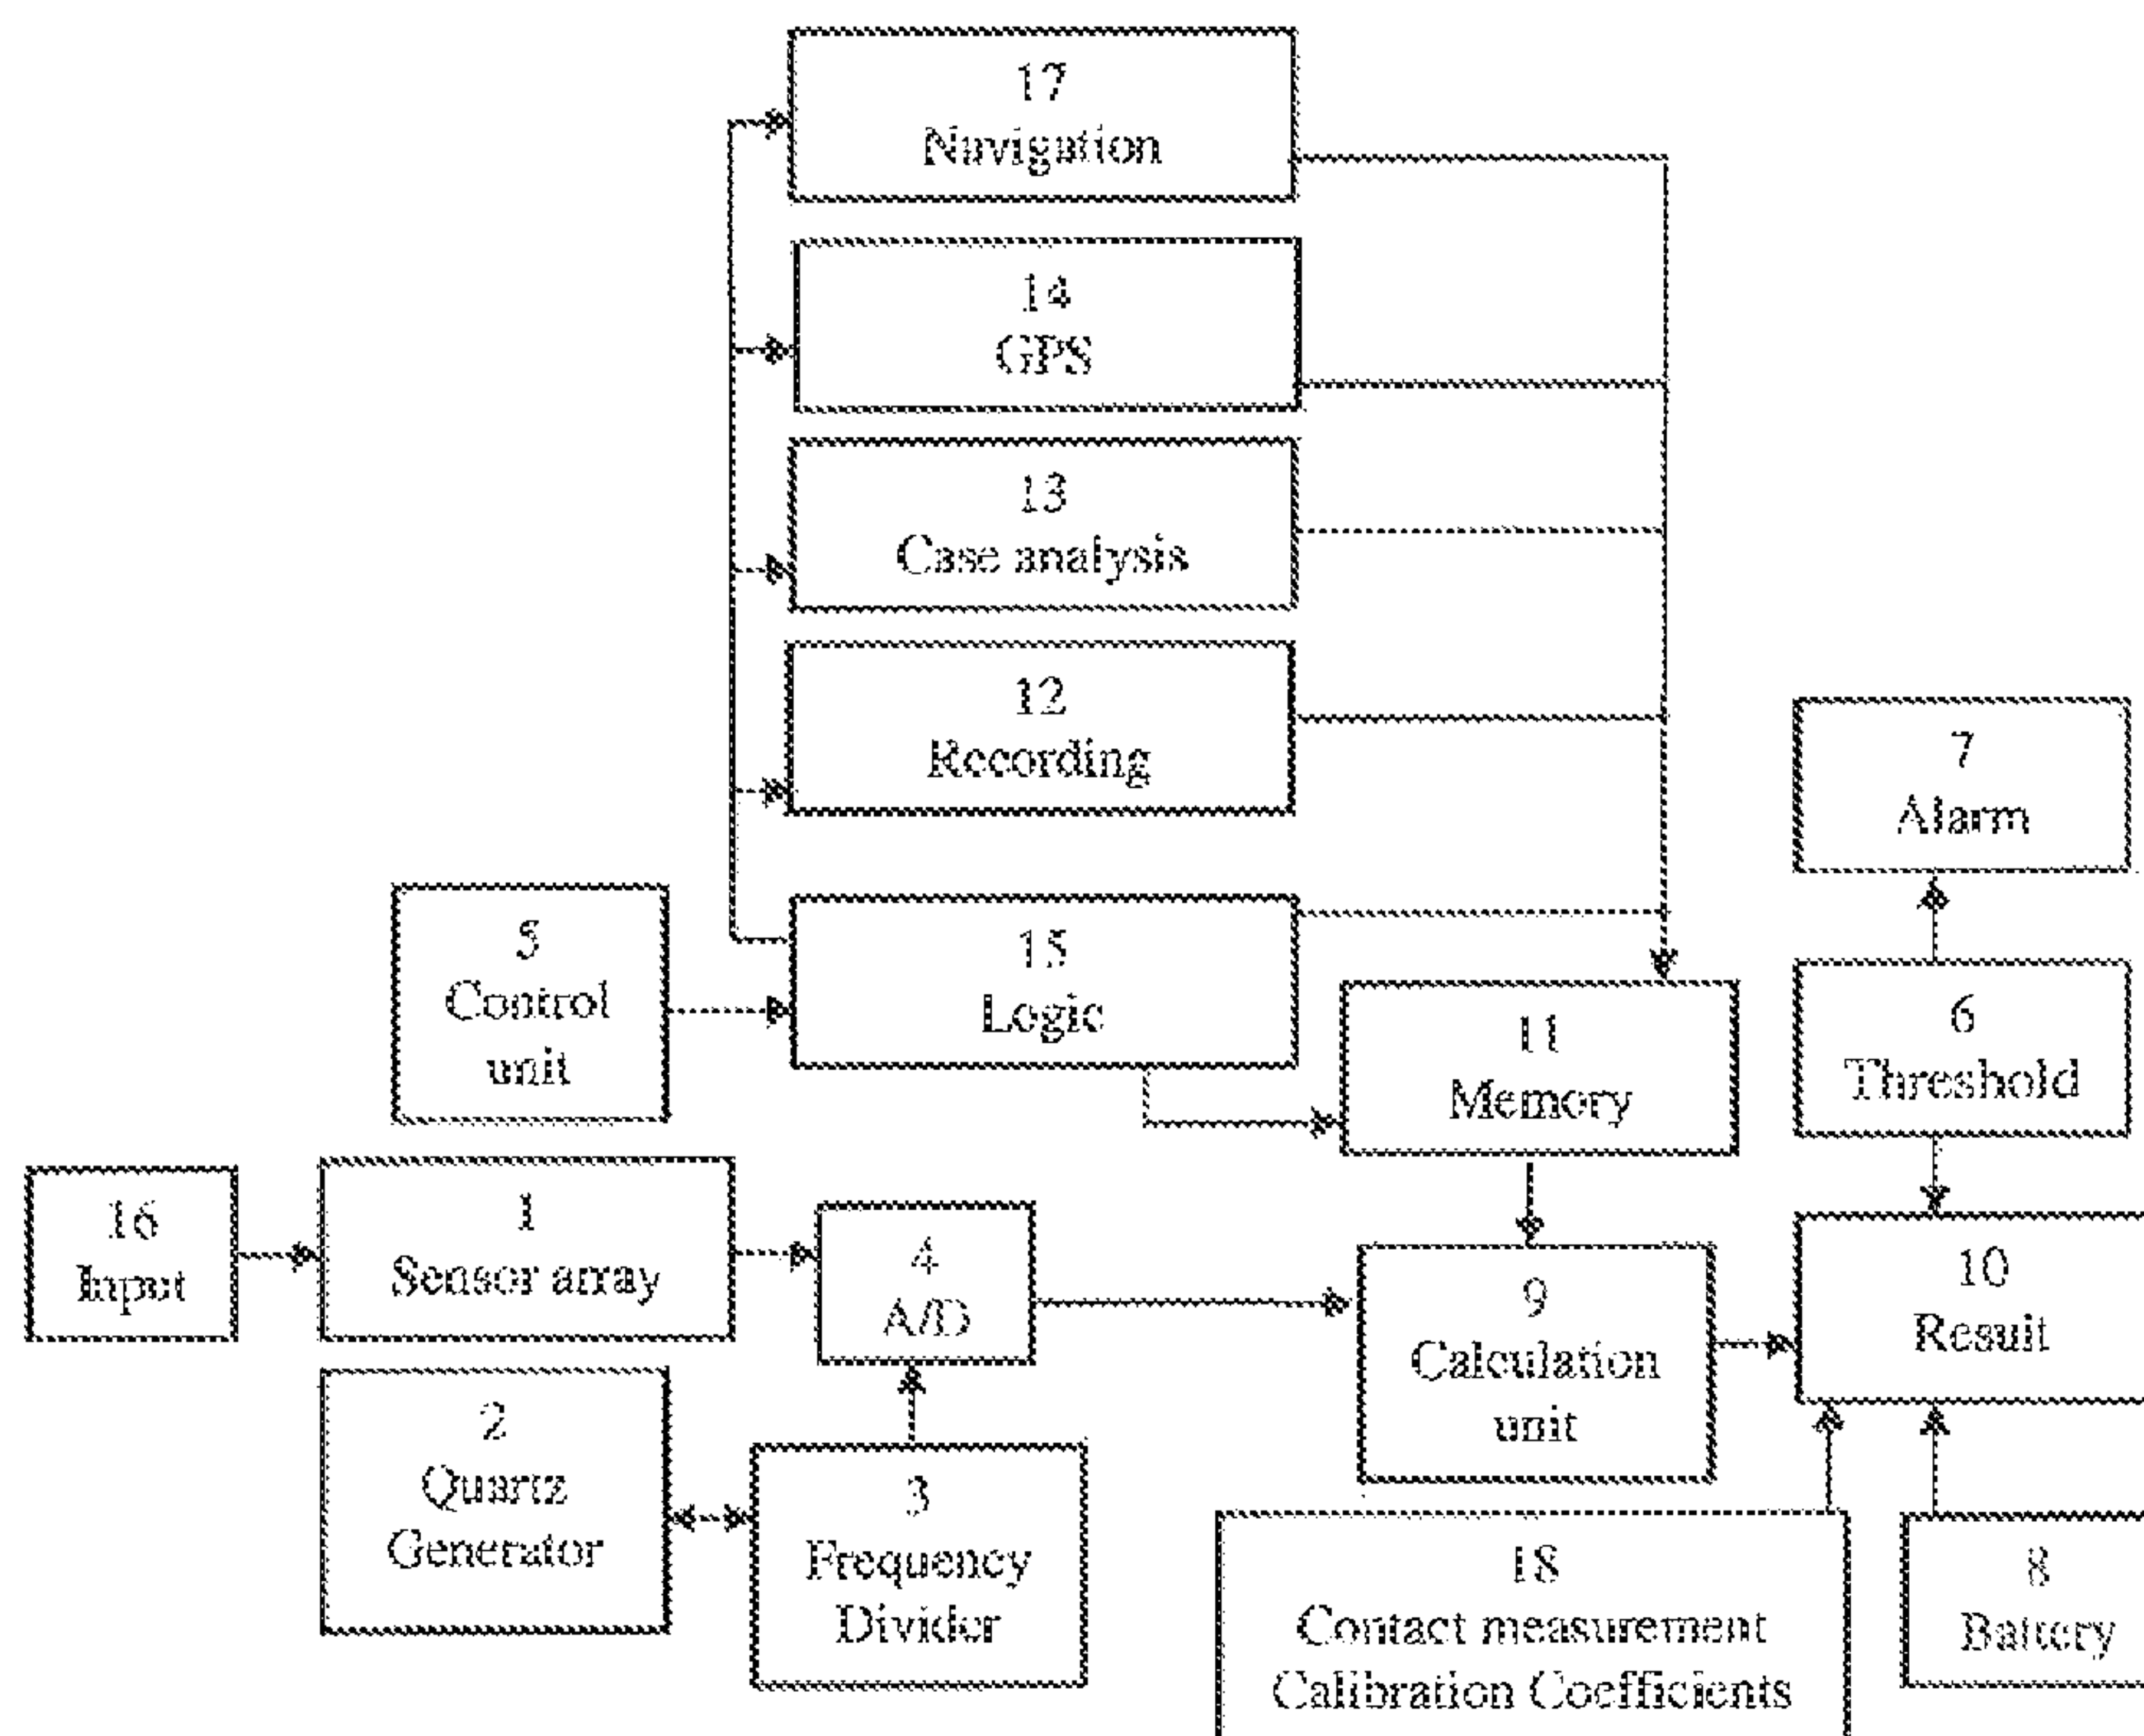 17
Navigation
14
GPS
13
Case analysis
12
Recording
7
Alarm
5
Control
unit
15
Logic
6
Threshold
11
Memory
16
Input
1
Sensor array
4
A/D
9
Calculation
unit
10
Result
2
Quartz
Generator
3
Frequency
Divider
18
Contact measurement
Calibration Coefficients
8
Battery